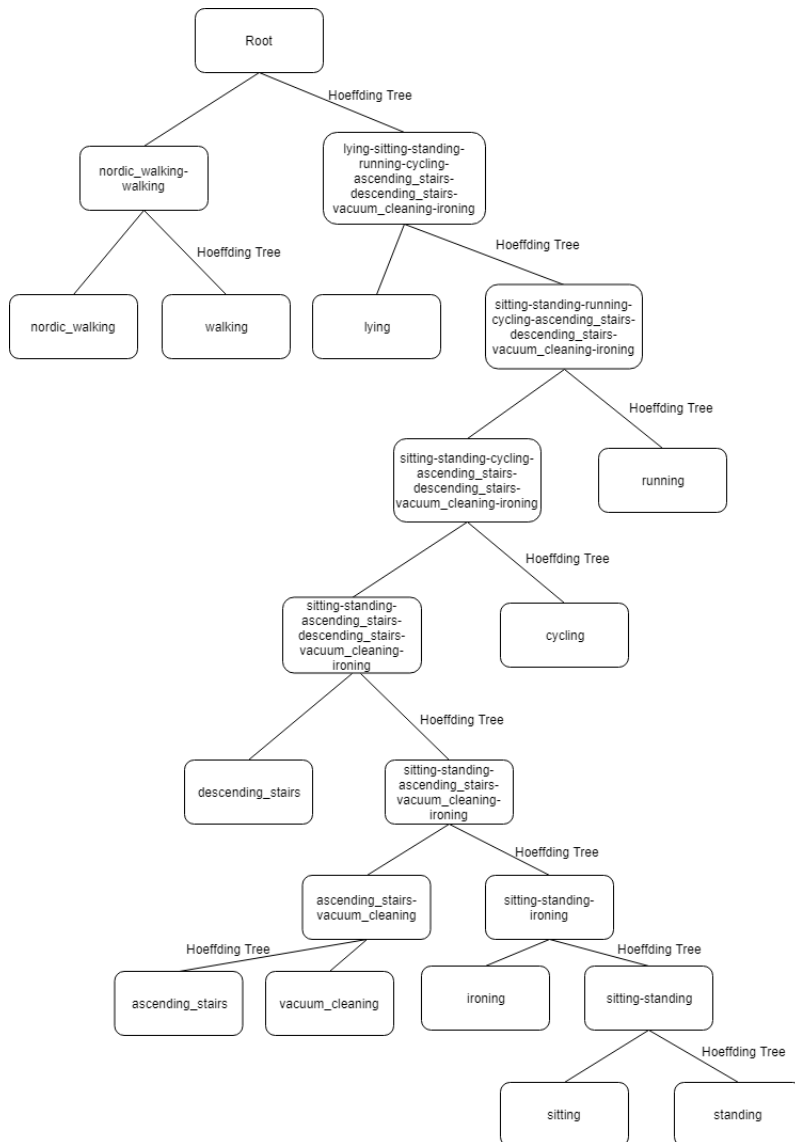 Root
Hoeffding Tree
nordic_walking-
walking
lying-sitting-standing-
running-cycling-
ascending_stairs-
descending_stairs-
vacuum_cleaning-ironing
Hoeffding Tree
Hoeffding Tree
nordic_walking
walking
lying
sitting-standing-running-
cycling-ascending_stairs-
descending_stairs-
vacuum_cleaning-ironing
Hoeffding Tree
sitting-standing-cycling-
ascending_stairs-
descending_stairs-
vacuum_cleaning-ironing
running
Hoeffding Tree
sitting-standing-
ascending_stairs-
descending_stairs-
vacuum_cleaning-
ironing
cycling
Hoeffding Tree
descending_stairs
sitting-standing-
ascending_stairs-
vacuum_cleaning-
ironing
Hoeffding Tree
ascending_stairs-
vacuum_cleaning
sitting-standing-
ironing
Hoeffding Tree
Hoeffding Tree
ascending_stairs
vacuum_cleaning
ironing
sitting-standing
Hoeffding Tree
sitting
standing